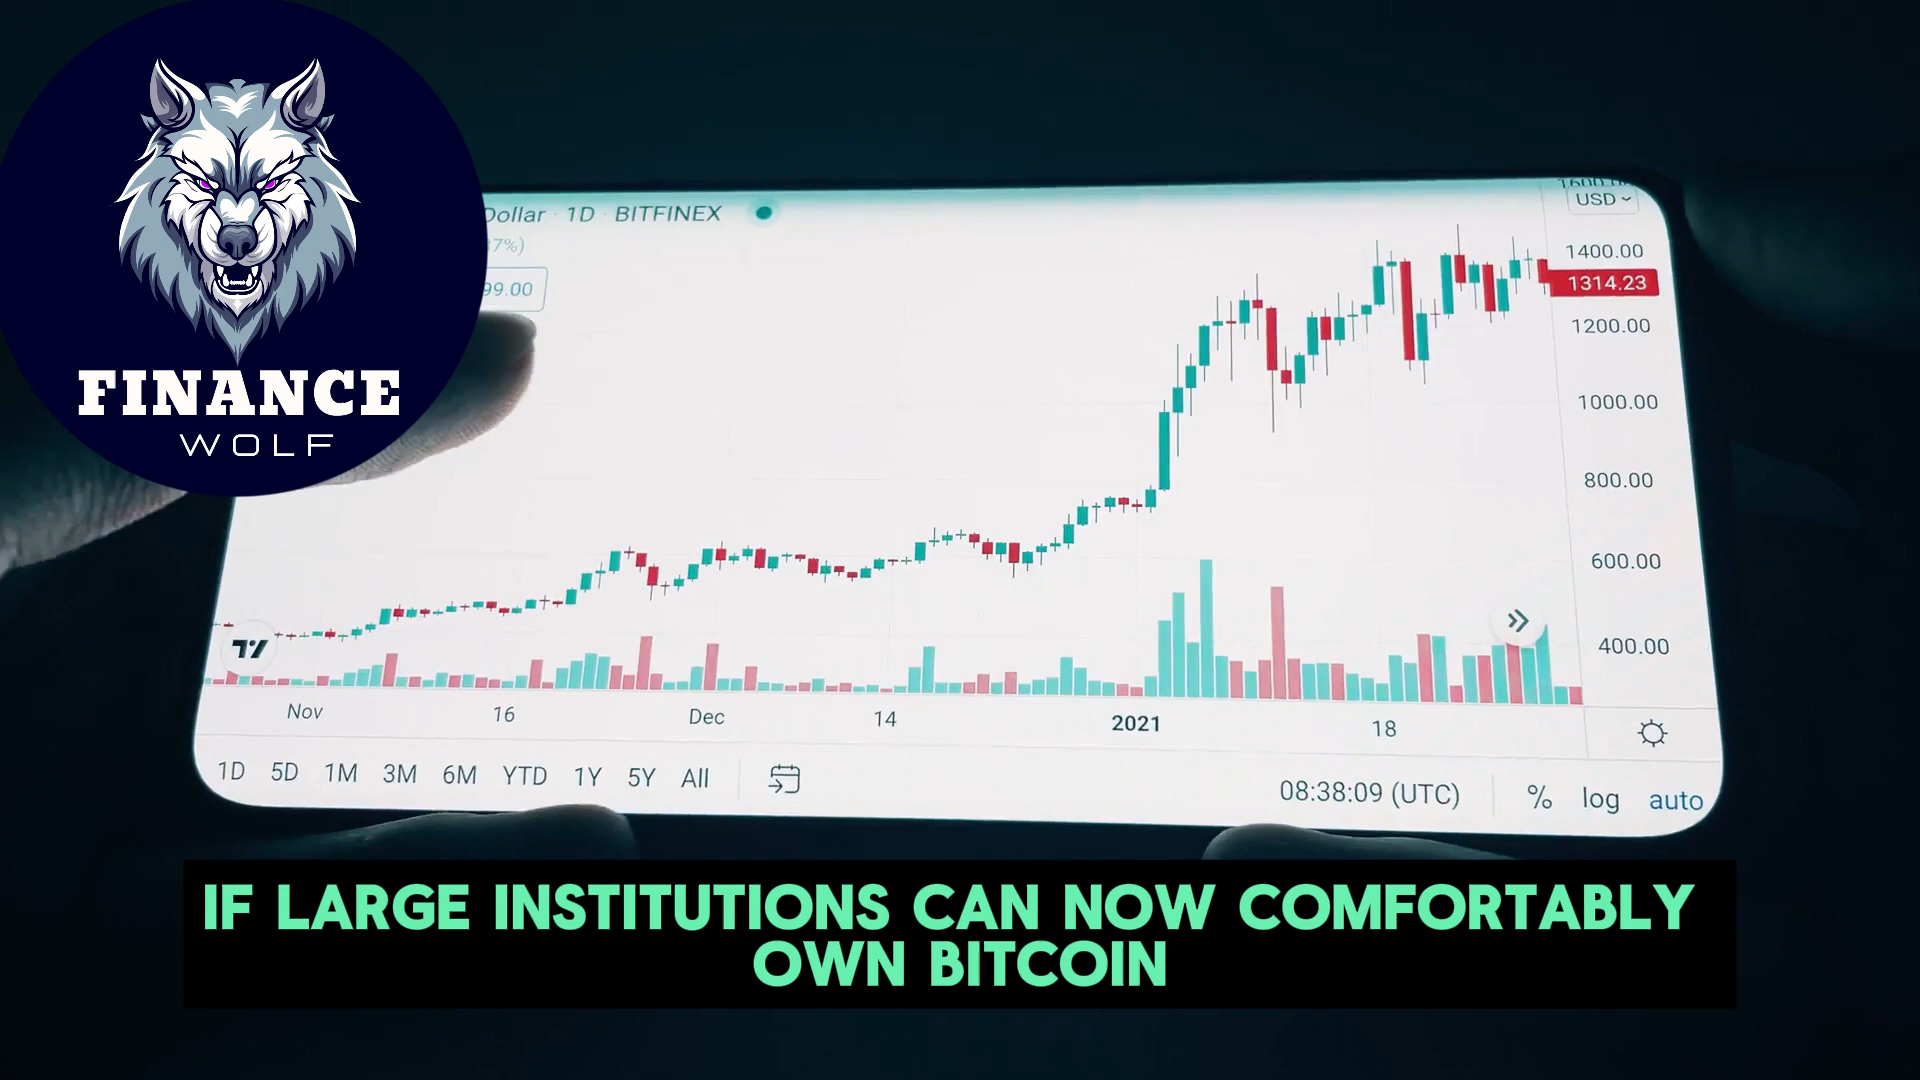 FINANCE
WOLF
Dollar · 1D · BITFINEX
7%)
99.00
USD
1400.00
1314.23
1200.00
1000.00
800.00
600.00
400.00
Nov 16 Dec 14 2021 18
1D 5D 1M 3M 6M YTD 1Y 5Y All
08:38:09 (UTC) % log auto
IF LARGE INSTITUTIONS CAN NOW COMFORTABLY
OWN BITCOIN